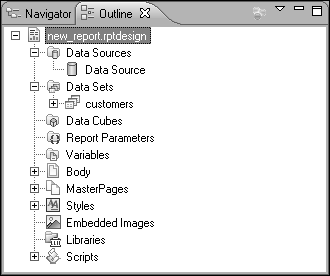 Navigator Outline
new_report.rptdesign
Data Sources
Data Source
Data Sets
customers
Data Cubes
Report Parameters
Variables
Body
MasterPages
Styles
Embedded Images
Libraries
Scripts